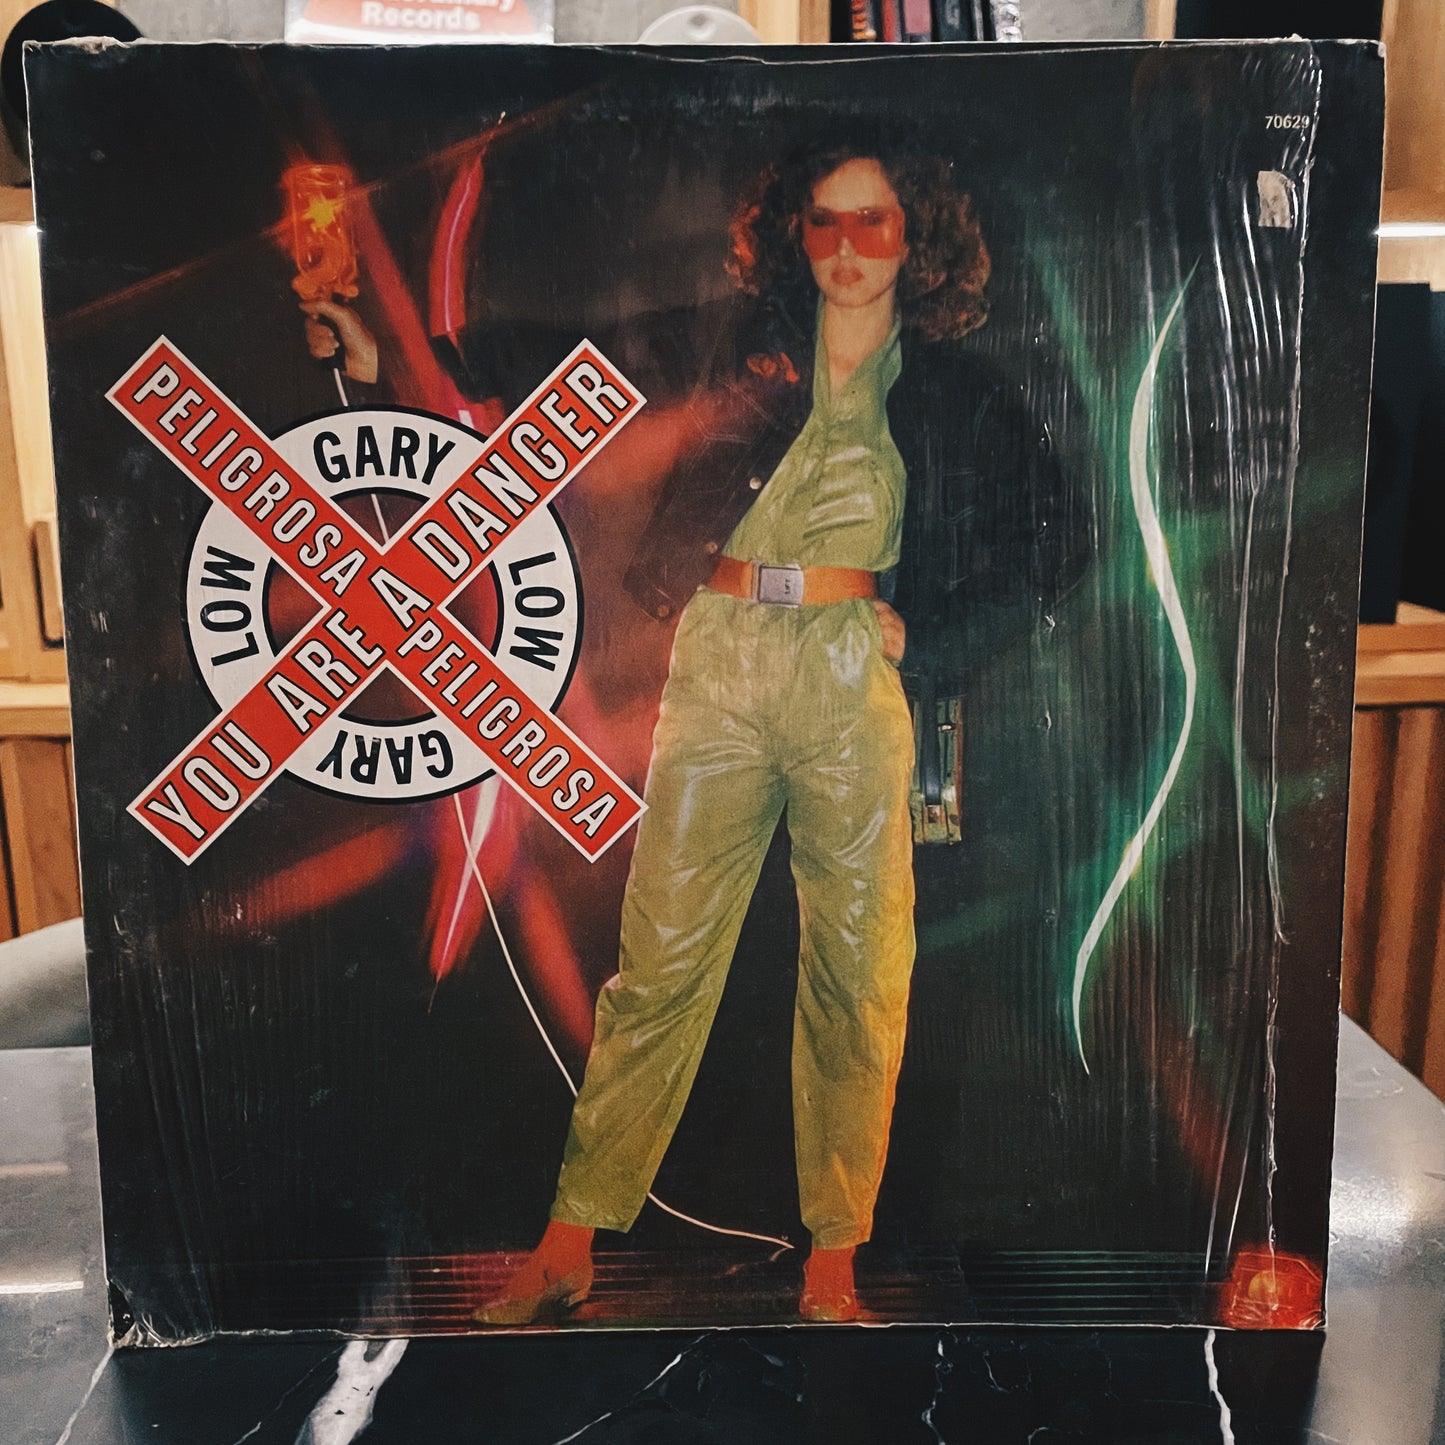 Records
70629
GARY
LOW
LOW
GARY
PELIGROSA PELIGROSA
YOU ARE A DANGER